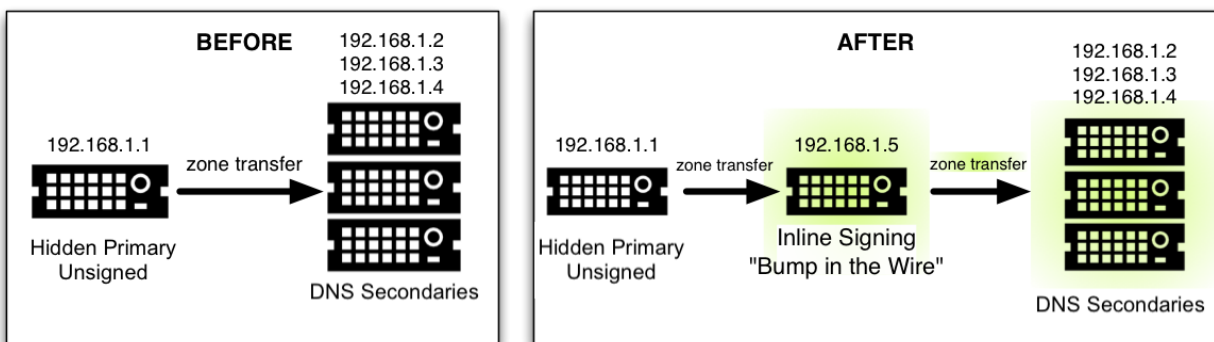 BEFORE
192.168.1.2
192.168.1.3
192.168.1.4
192.168.1.1
zone transfer
Hidden Primary
Unsigned
DNS Secondaries
AFTER
192.168.1.2
192.168.1.3
192.168.1.4
192.168.1.1
zone transfer
192.168.1.5
zone transfer
Hidden Primary
Unsigned
Inline Signing
"Bump in the Wire"
DNS Secondaries